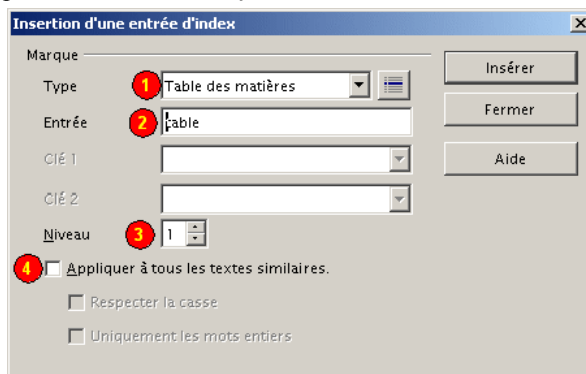 Insertion d'une entrée d'index
Marque
Insérer
Type 1 Table des matières
Fermer
Entrée 2 table
Clé 1
Aide
Clé 2
Niveau 3 1
4 Appliquer à tous les textes similaires.
Respecter la casse
Uniquement les mots entiers